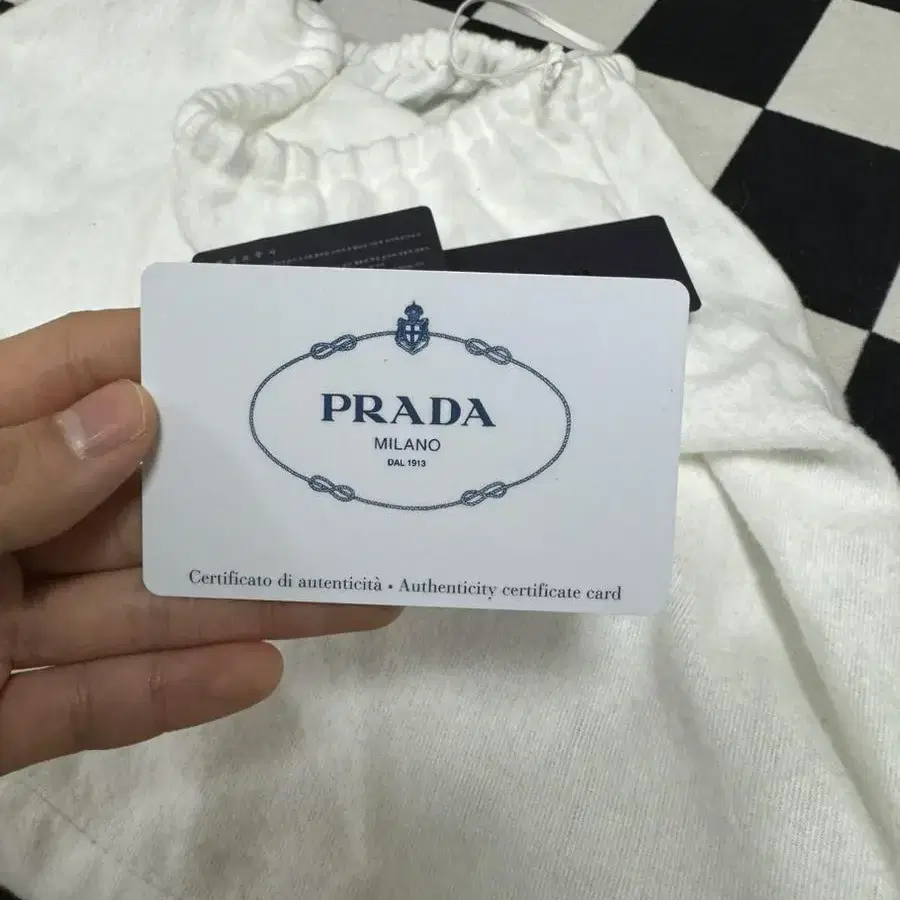 PRADA
MILANO
DAL 1913
Certificato di autenticità • Authenticity certificate card